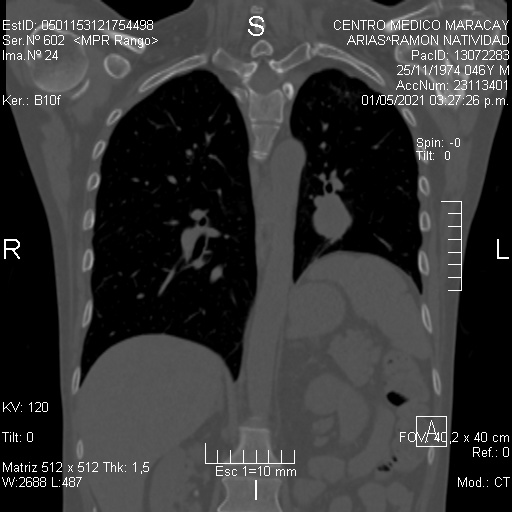 EstID: 0501153121754498
Ser.Nº 602 <MPR Rango>
Ima.Nº 24
Ker.: B10f
S
CENTRO MEDICO MARACAY
ARIAS^RAMON NATIVIDAD
PacID: 13072283
25/11/1974 046Y M
AccNum: 23113401
01/05/2021 03:27:26 p.m.
Spin: -0
Tilt: 0
R
L
KV: 120
Tilt: 0
Matriz 512 x 512 Thk: 1,5
W:2688 L:487
Esc 1=10 mm
I
A
FOV: 40,2 x 40 cm
Ref.: 0
Mod.: CT